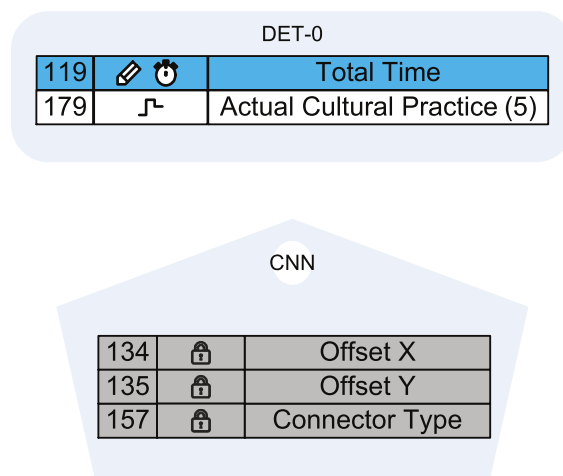 DET-0
119 Total Time
179 Actual Cultural Practice (5)
CNN
134 Offset X
135 Offset Y
157 Connector Type